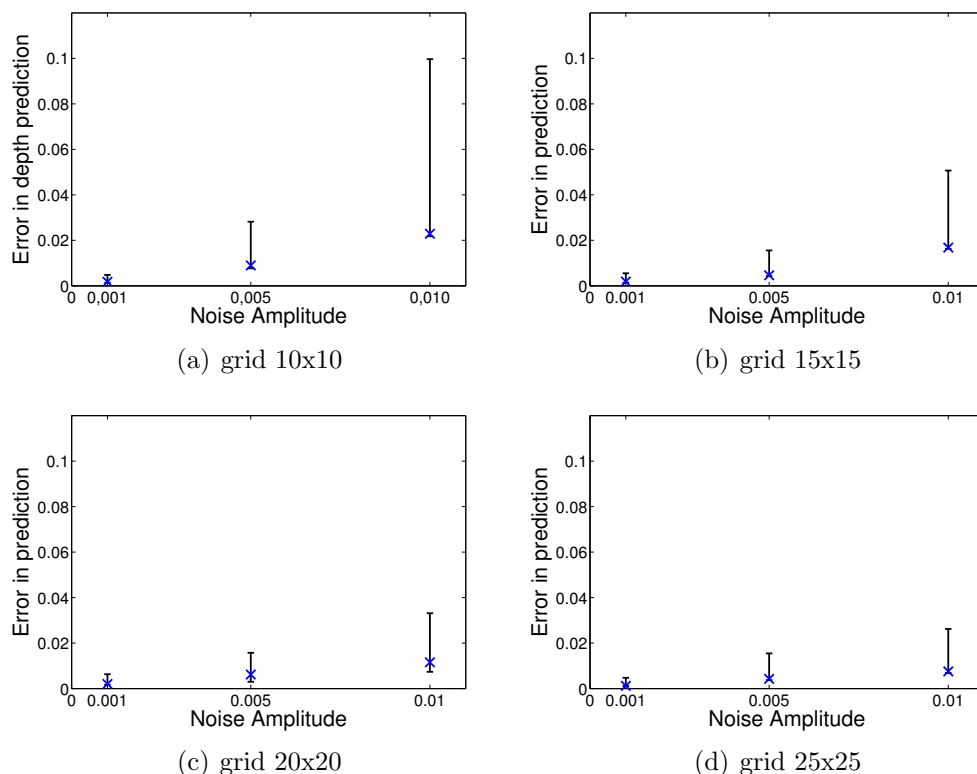 0.1
0.08
0.06
0.04
0.02
0
Error in depth prediction
0 0,001 0,005 0,010
Noise Amplitude
(a) grid 10x10
0.1
0.08
0.06
0.04
0.02
0
Error in prediction
0 0.001 0.005 0.01
Noise Amplitude
(b) grid 15x15
0.1
0.08
0.06
0.04
0.02
0
Error in prediction
0 0.001 0.005 0.01
Noise Amplitude
(c) grid 20x20
0.1
0.08
0.06
0.04
0.02
0
Error in prediction
0 0.001 0.005 0.01
Noise Amplitude
(d) grid 25x25